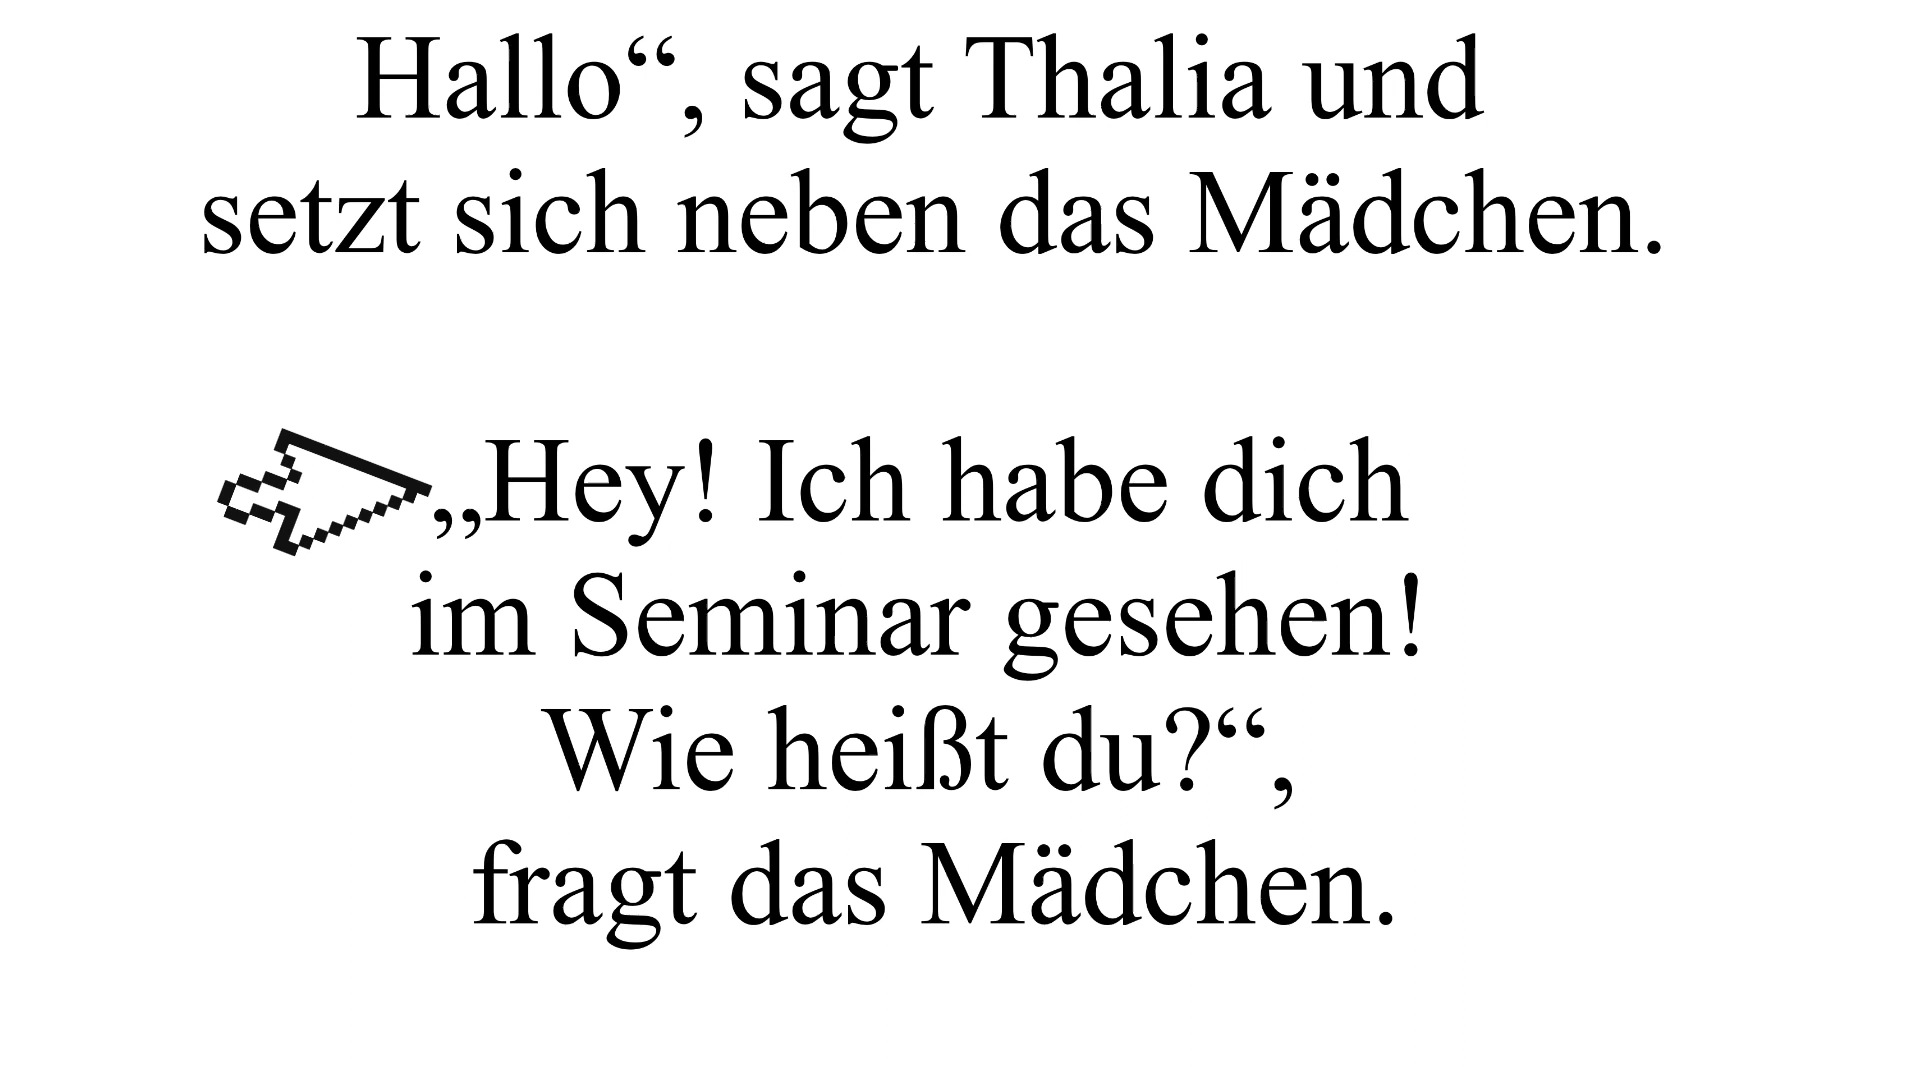 Hallo“, sagt Thalia und
setzt sich neben das Mädchen.
„Hey! Ich habe dich
im Seminar gesehen!
Wie heißt du?“,
fragt das Mädchen.